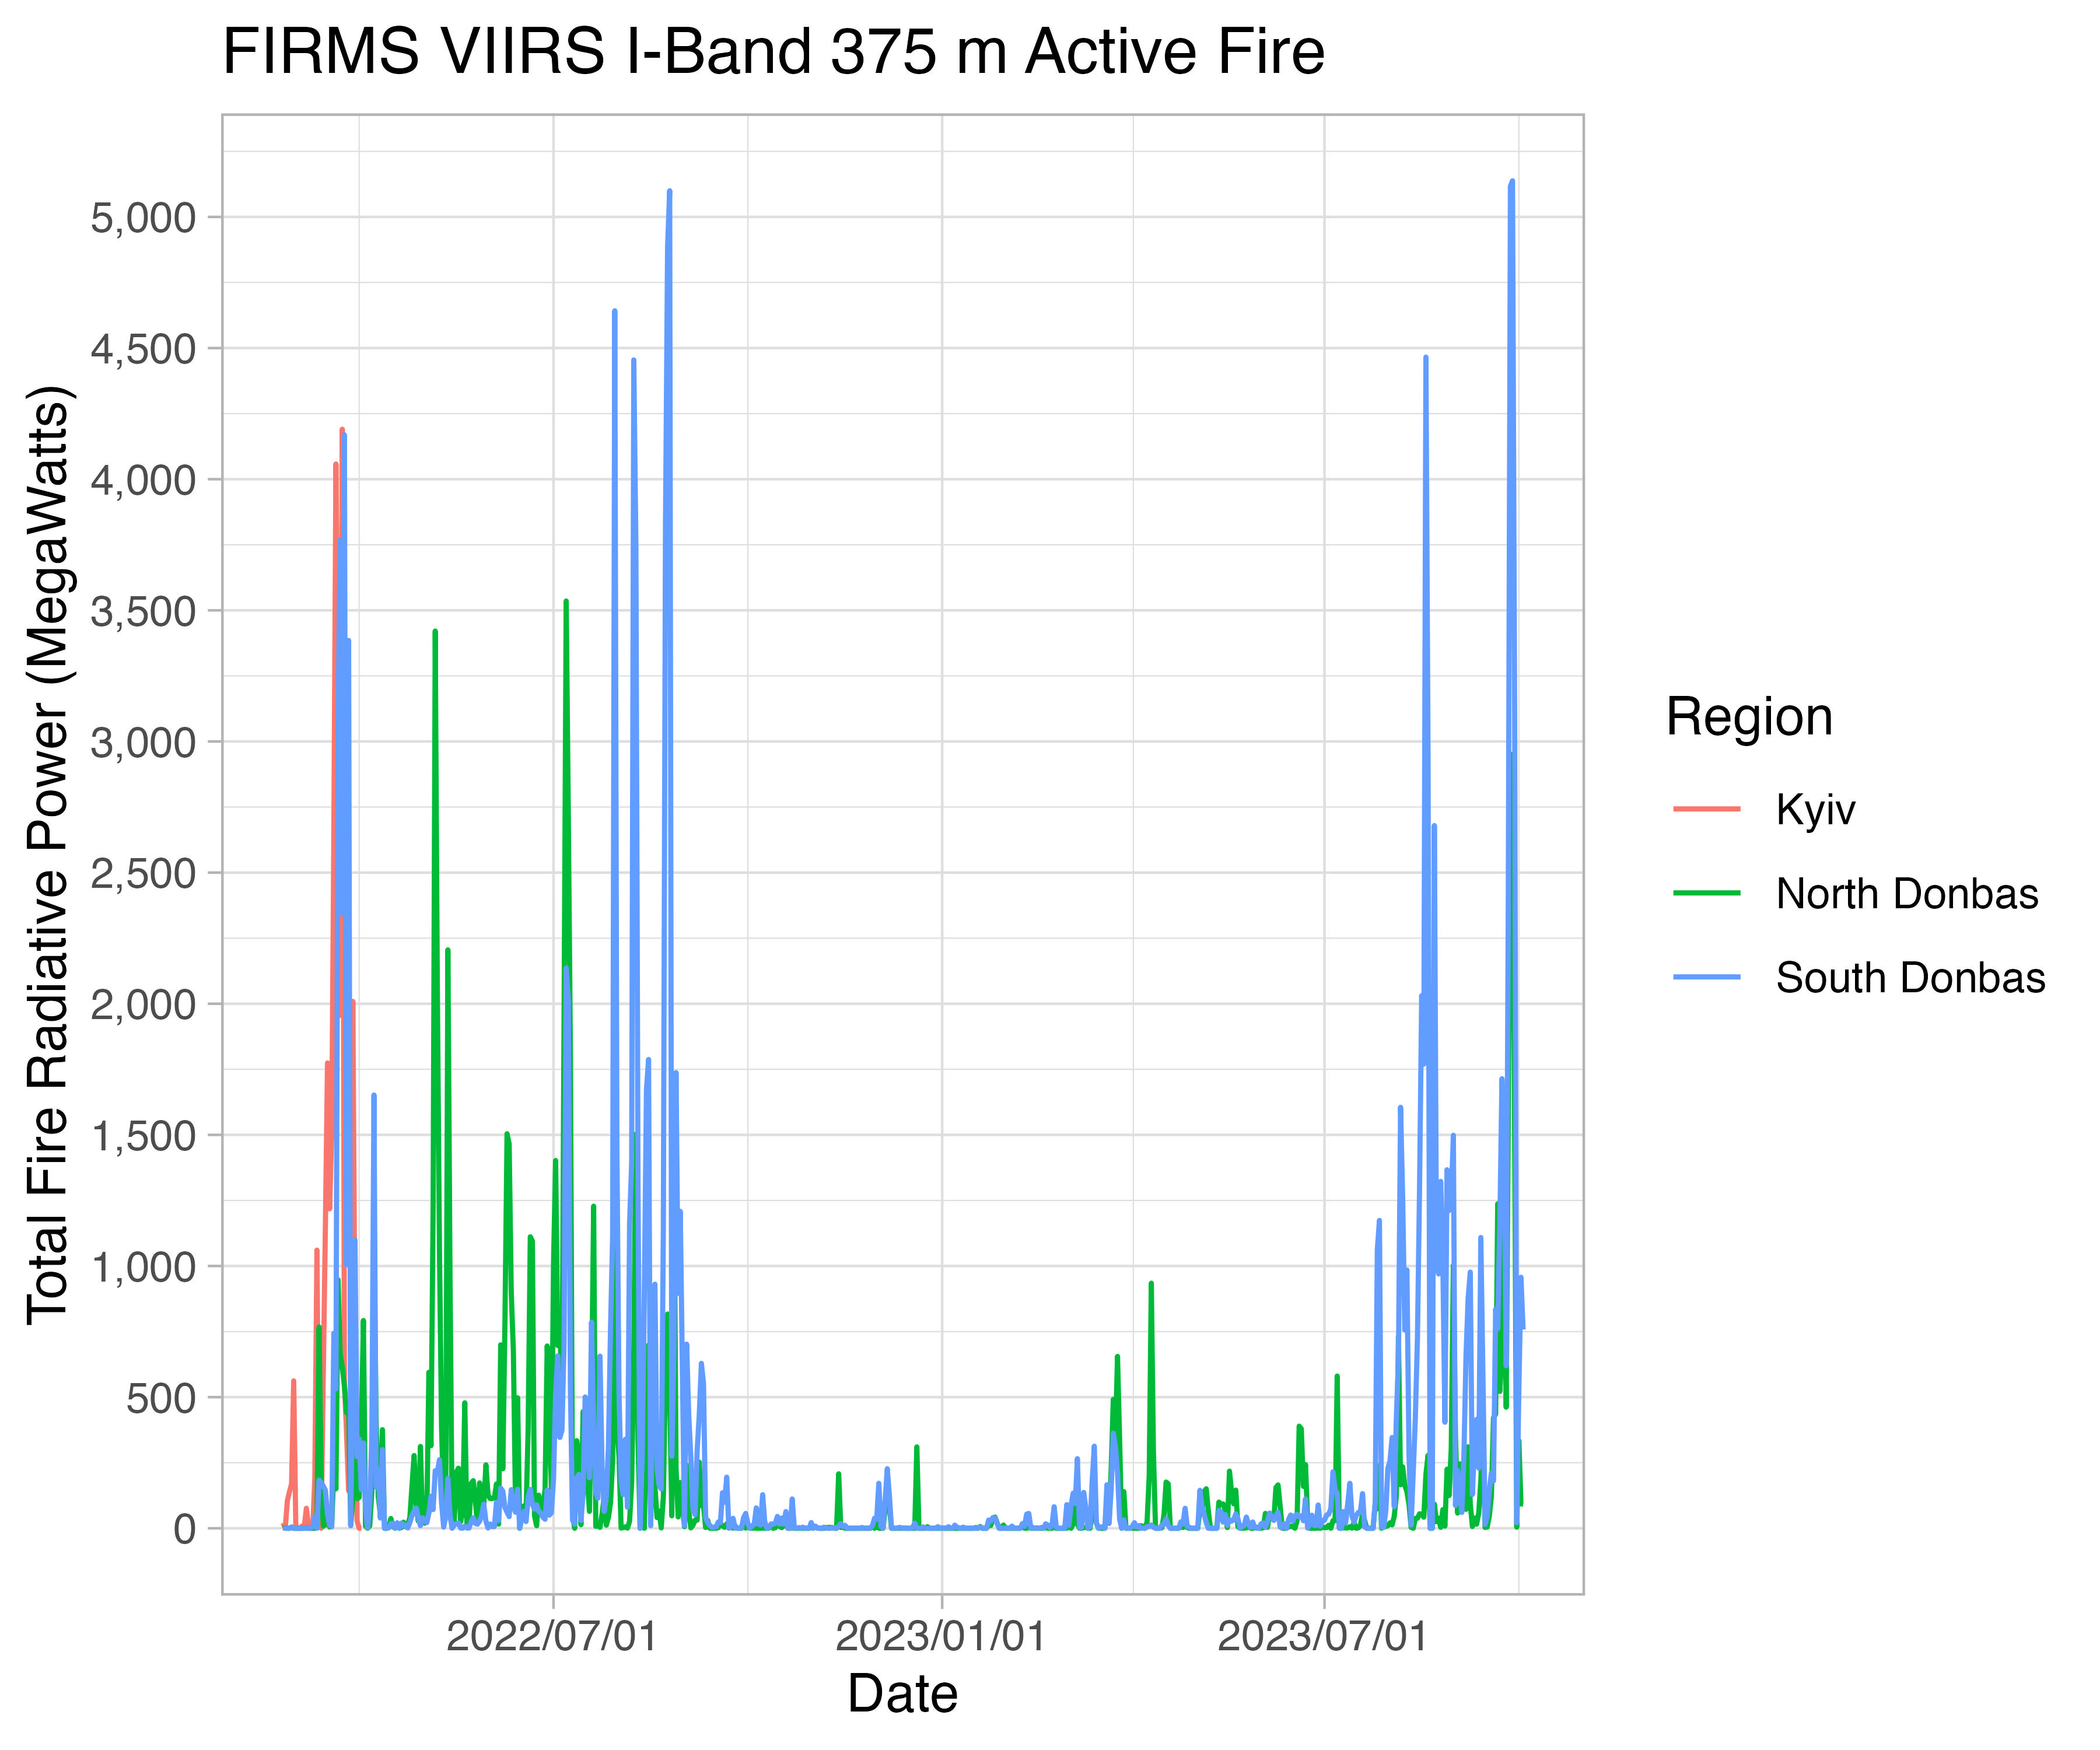 FIRMS VIIRS I-Band 375 m Active Fire
Total Fire Radiative Power (MegaWatts)
5,000
4,500
4,000
3,500
3,000
2,500
2,000
1,500
1,000
500
0
2022/07/01
2023/01/01
2023/07/01
Date
Region
Kyiv
North Donbas
South Donbas